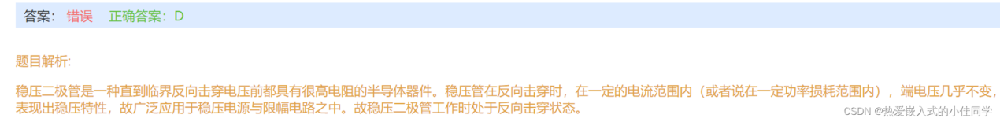 答案： 错误 正确答案：D
题目解析:
稳压二极管是一种直到临界反向击穿电压前都具有很高电阻的半导体器件。稳压管在反向击穿时，在一定的电流范围内（或者说在一定功率损耗范围内），端电压几乎不变，
表现出稳压特性，故广泛应用于稳压电源与限幅电路之中。故稳压二极管工作时处于反向击穿状态。
CSDN @热爱嵌入式的小佳同学